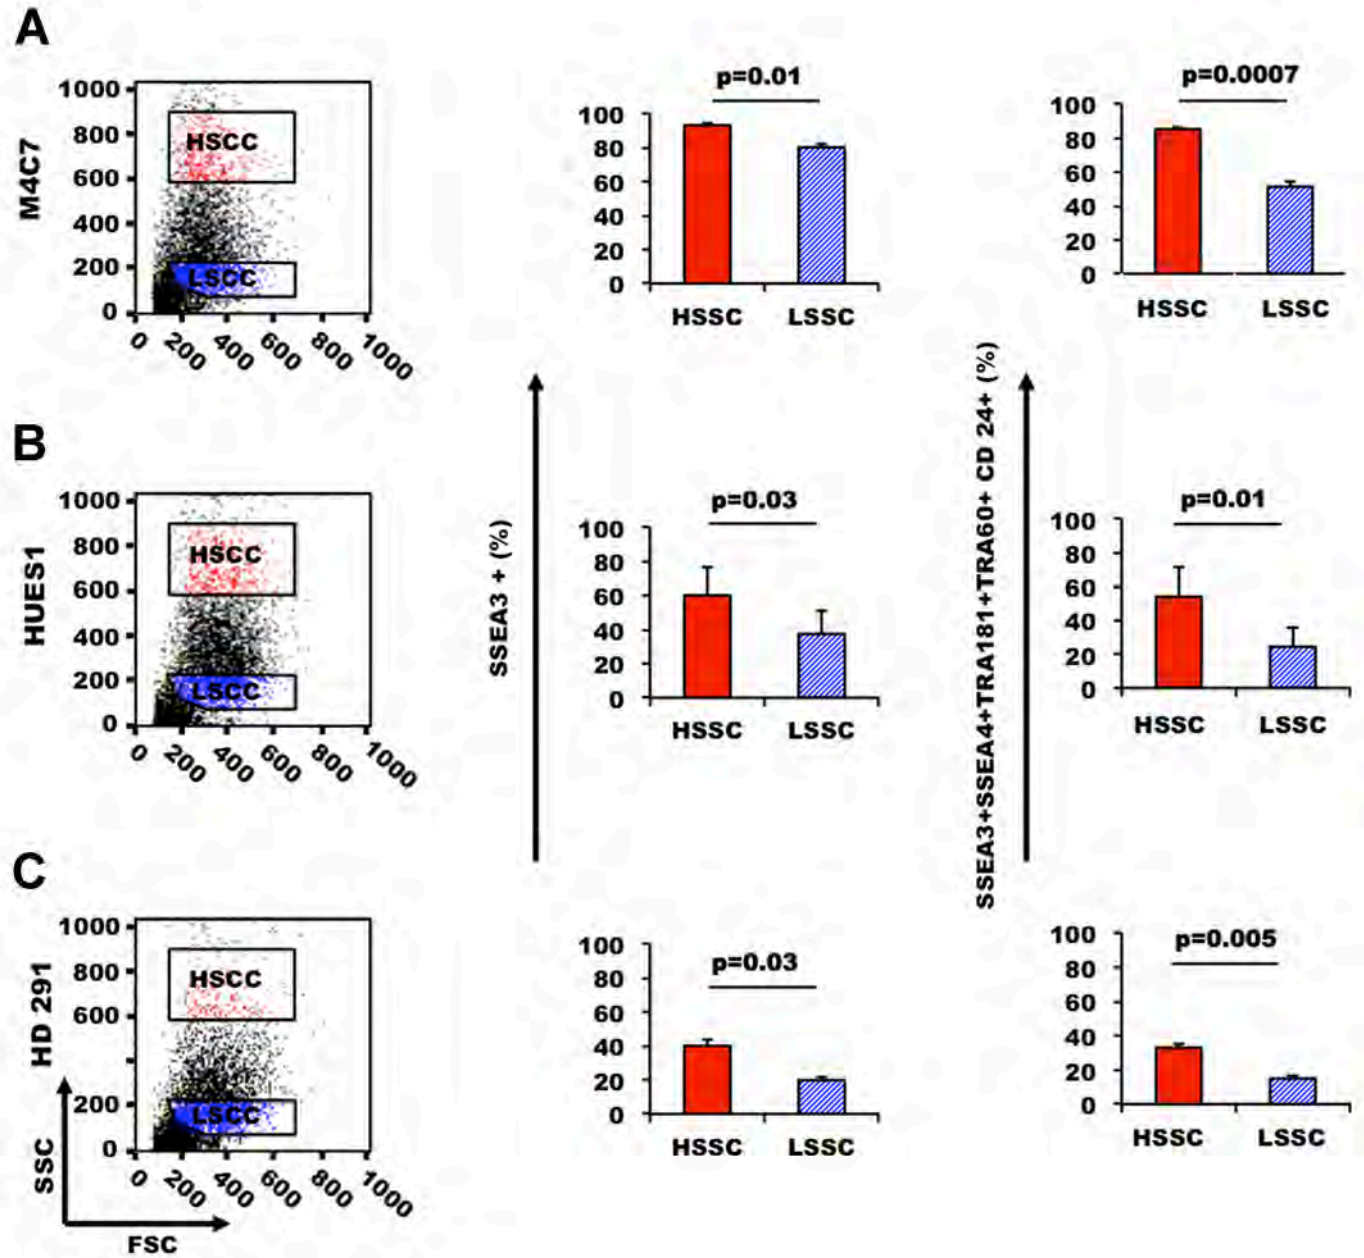 A
M4C7
1000
800
600
400
200
0
HSCC
LSCC
0 200 400 600 800 1000
p=0.01
100
80
60
40
20
0
HSSC LSSC
p=0.0007
100
80
60
40
20
0
HSSC LSSC
B
HUES1
1000
800
600
400
200
0
HSCC
LSCC
0 200 400 600 800 1000
SSEA3 + (%)
p=0.03
100
80
60
40
20
0
HSSC LSSC
SSEA3+SSEA4+TRA181+TRA60+ CD 24+ (%)
p=0.01
100
80
60
40
20
0
HSSC LSSC
C
HD 291
1000
800
600
200
0
HSCC
LSCC
0 200 400 600 800 1000
SSC
FSC
p=0.03
100
80
60
40
20
0
HSSC LSSC
p=0.005
100
80
60
40
20
0
HSSC LSSC